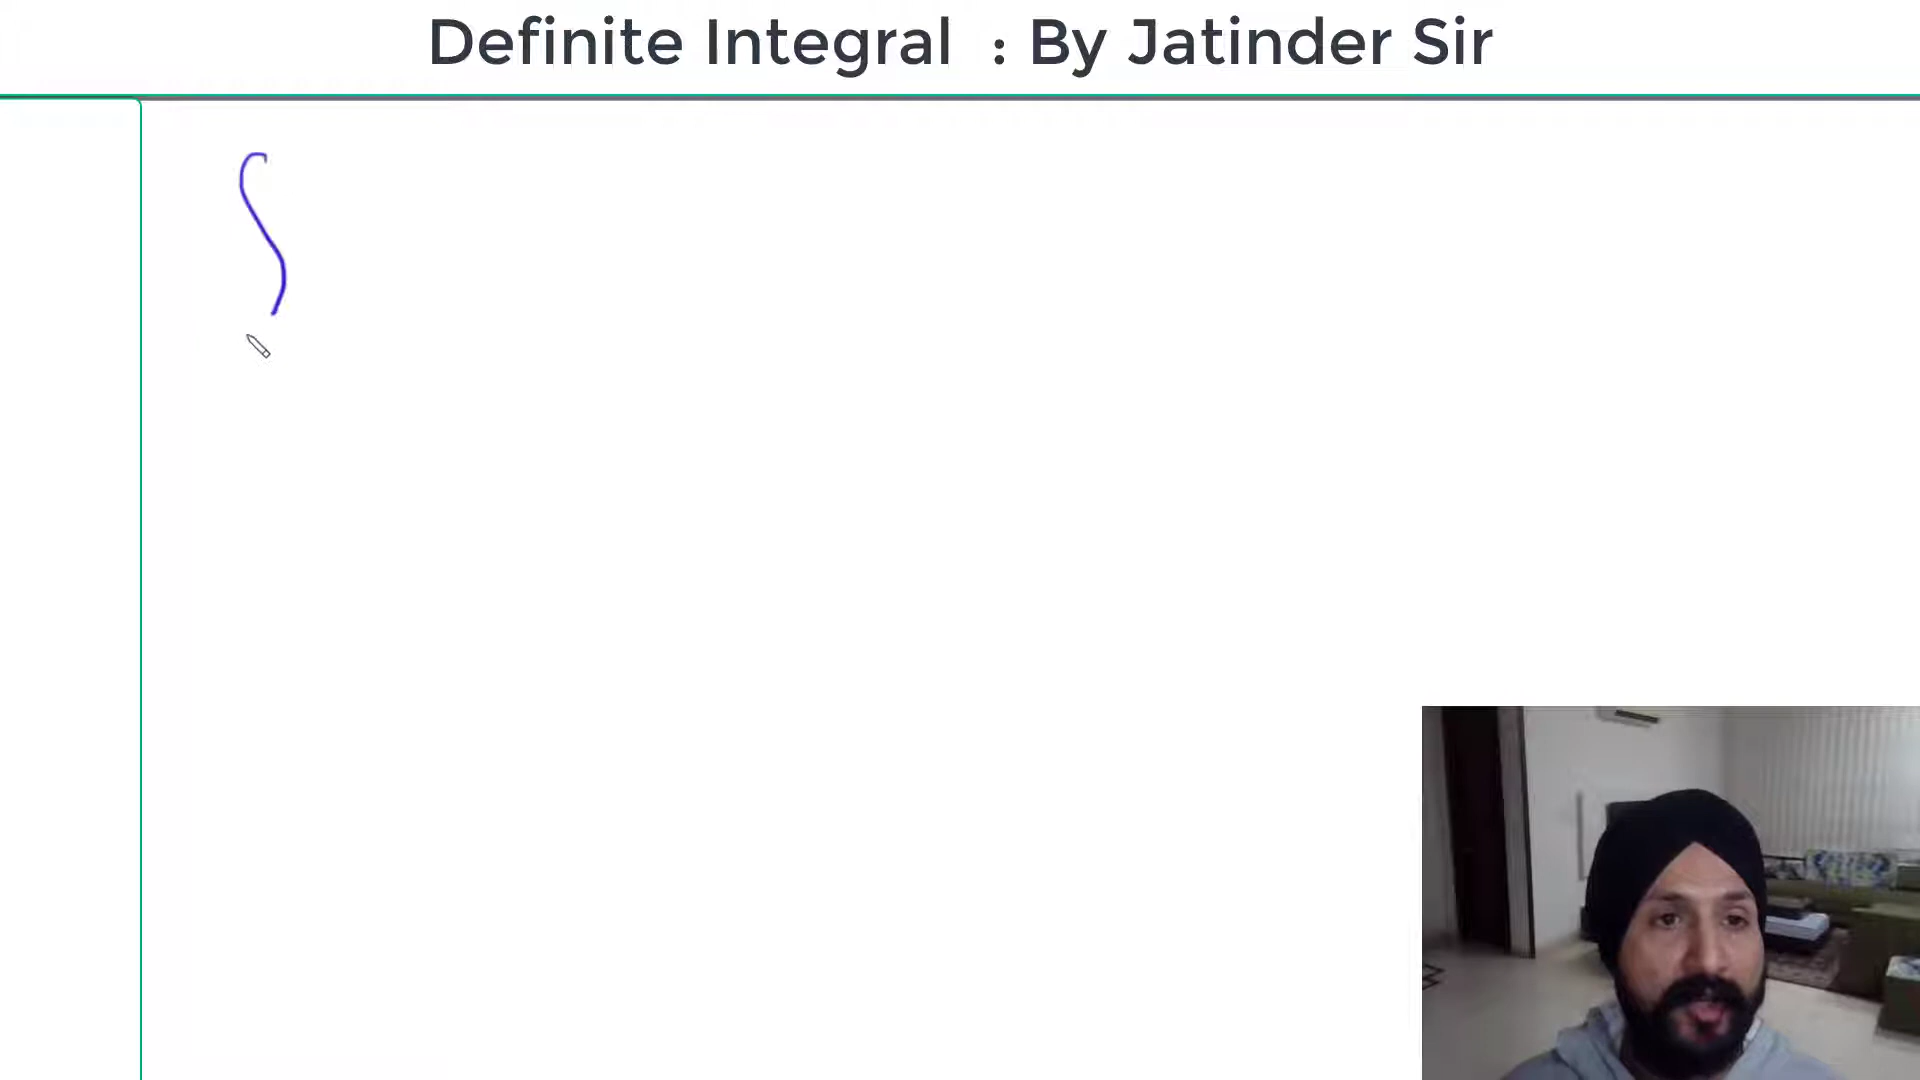 Definite Integral : By Jatinder Sir
∫